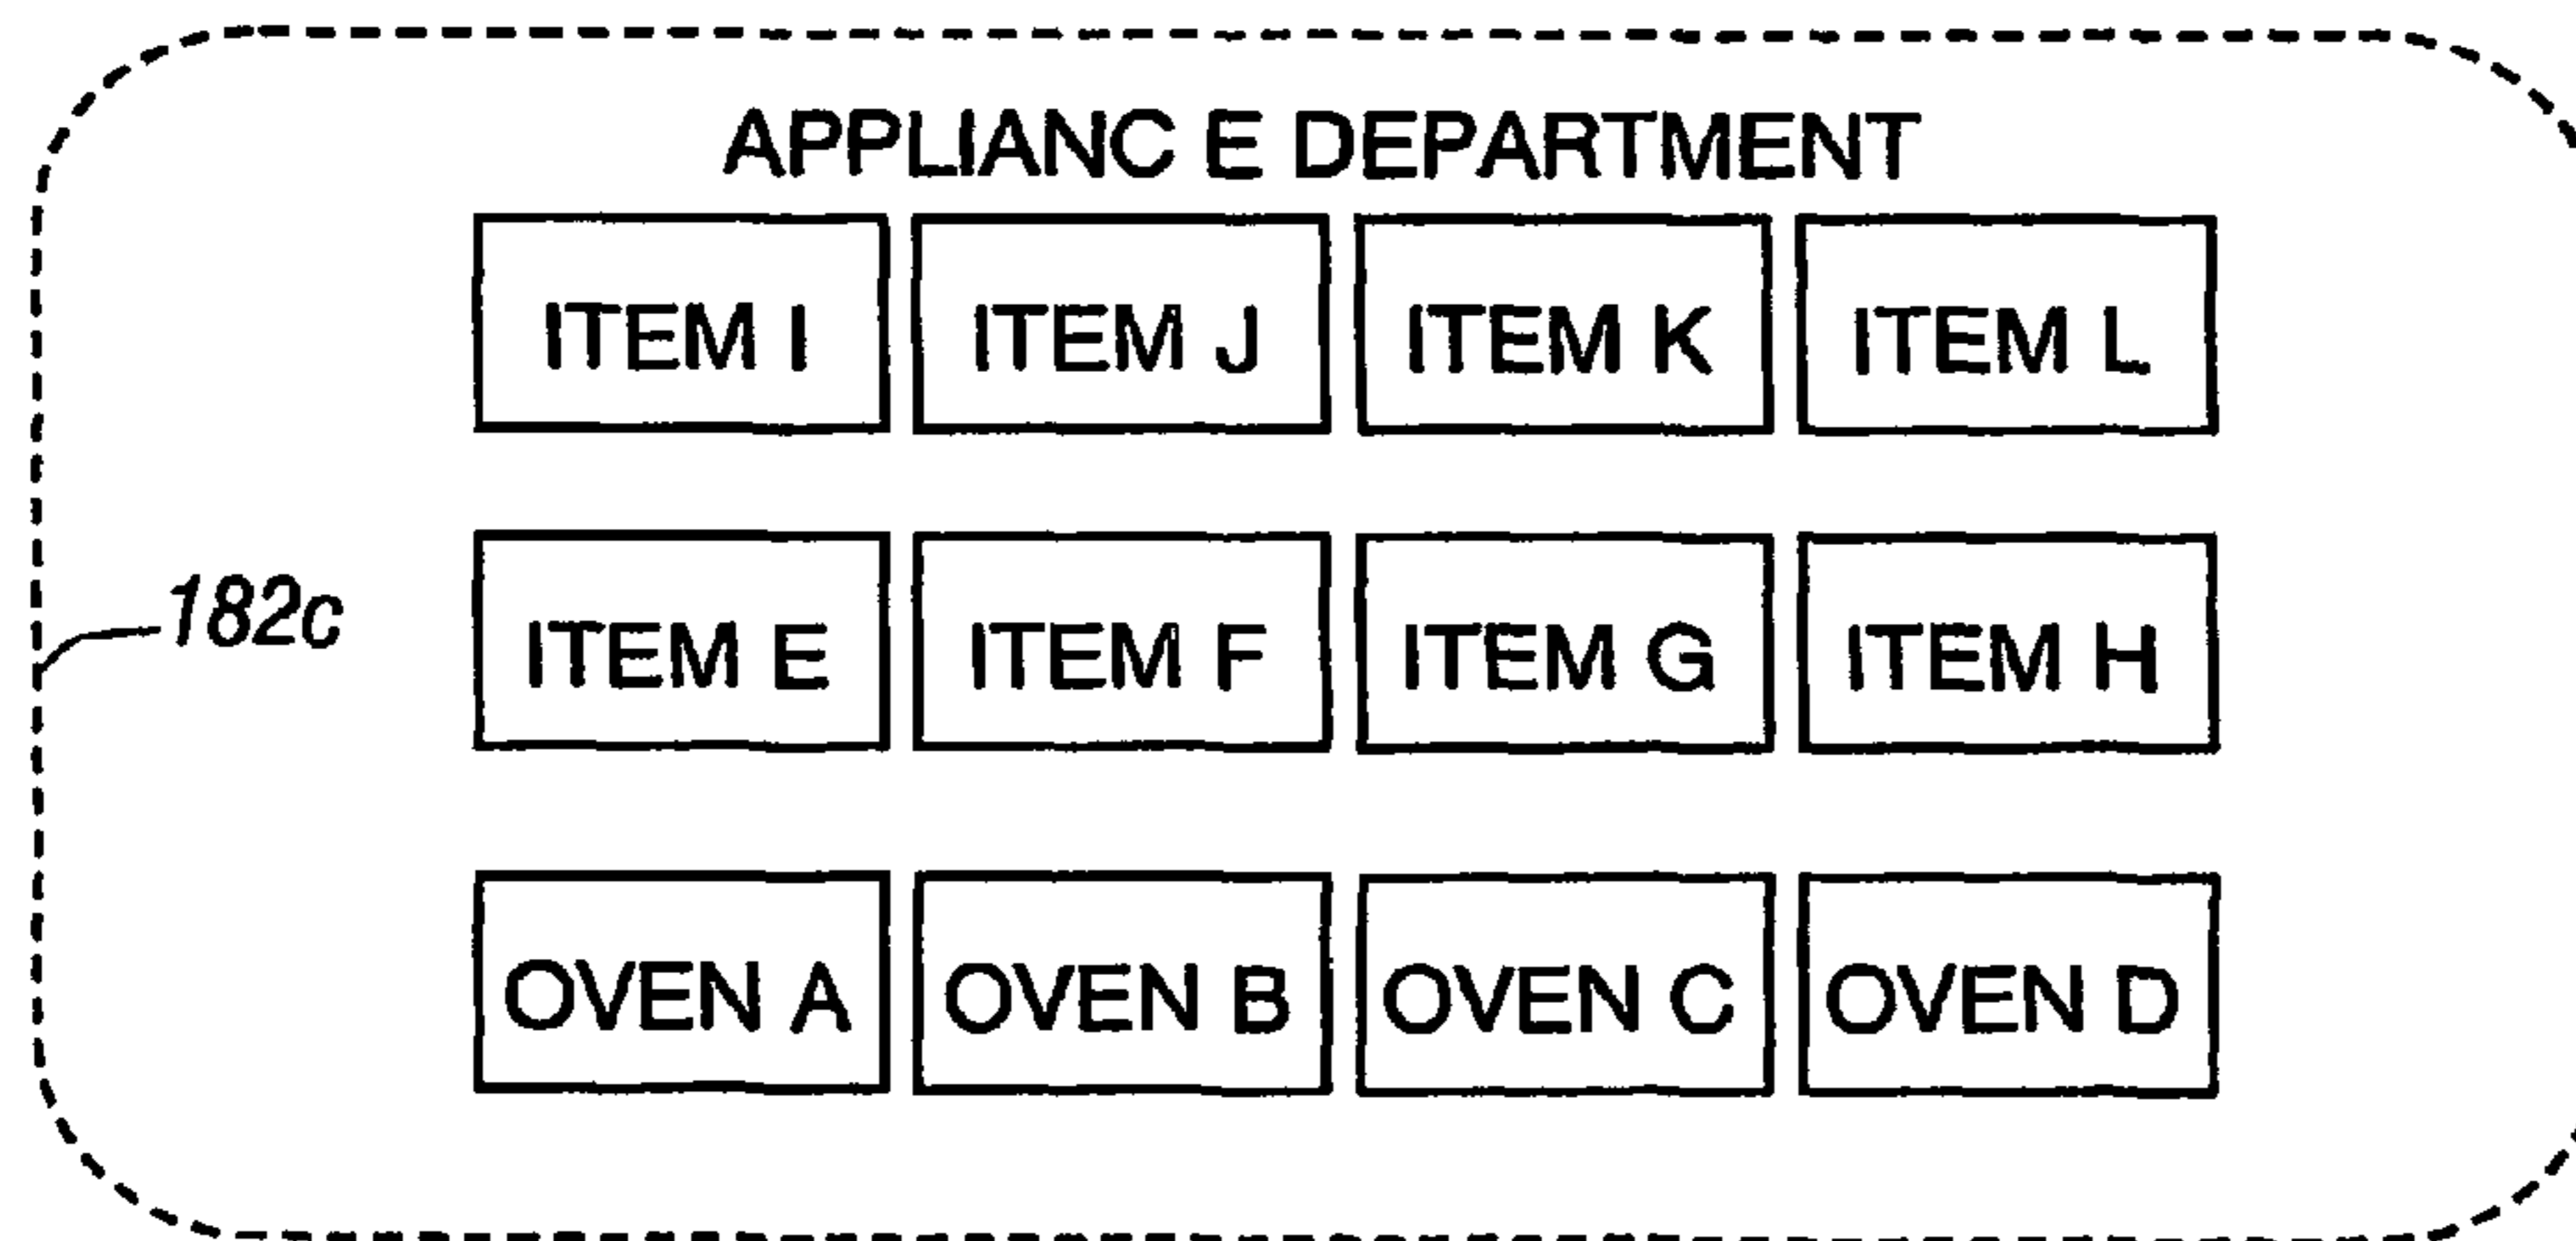 APPLIANC E DEPARTMENT
ITEM I ITEM J ITEM K ITEM L
182c
ITEM E ITEM F ITEM G ITEM H
OVEN A OVEN B OVEN C OVEN D